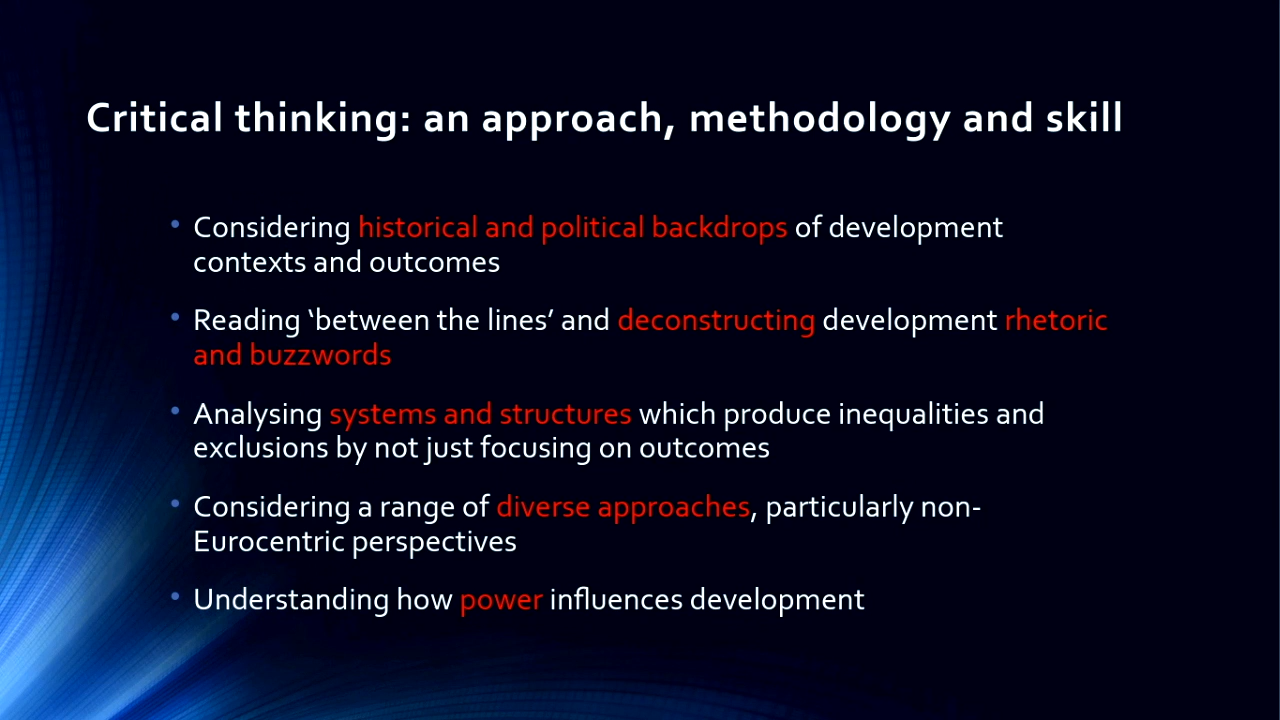 Critical thinking: an approach, methodology and skill
• Considering historical and political backdrops of development
contexts and outcomes
• Reading ‘between the lines’ and deconstructing development rhetoric
and buzzwords
• Analysing systems and structures which produce inequalities and
exclusions by not just focusing on outcomes
• Considering a range of diverse approaches, particularly non-
Eurocentric perspectives
• Understanding how power influences development